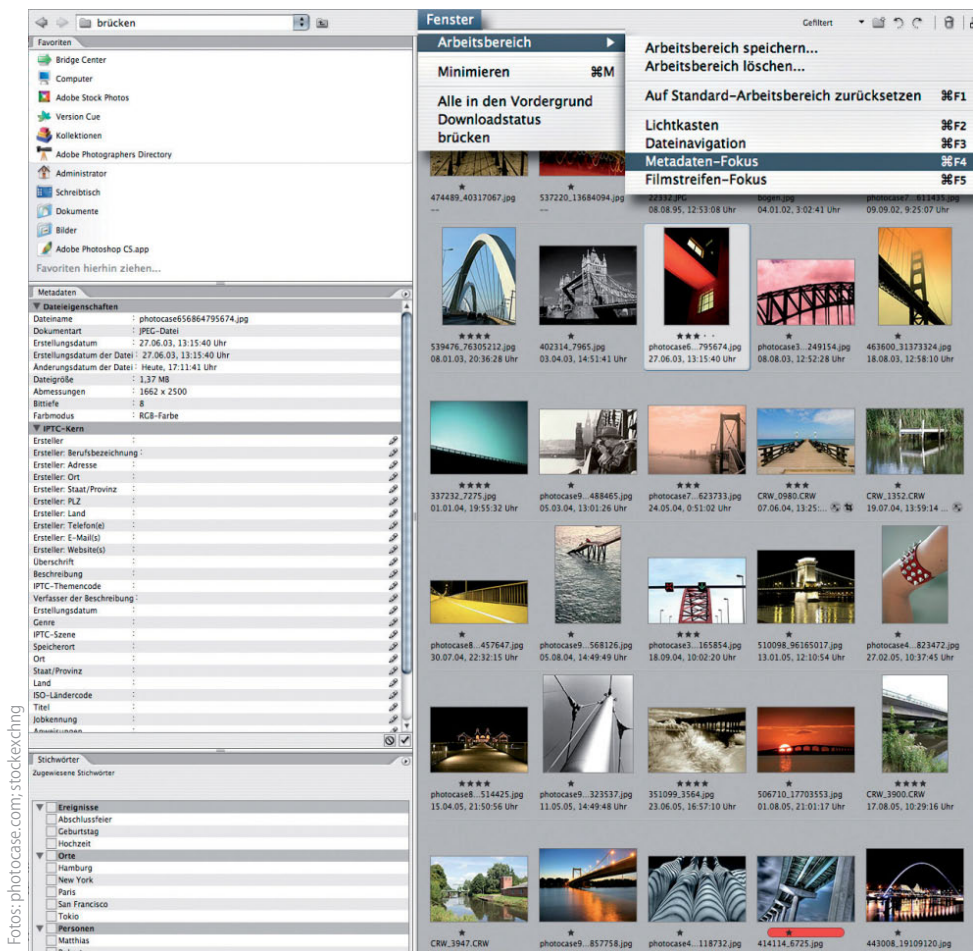 brücken
Fenster
Gefiltert
Favoriten
Bridge Center
Computer
Adobe Stock Photos
Version Cue
Kollektionen
Adobe Photographers Directory
Administrator
Schreibtisch
Dokumente
Bilder
Adobe Photoshop CS.app
Favoriten hierhin ziehen...
Arbeitsbereich
Minimieren ⌘M
Alle in den Vordergrund
Downloadstatus
brücken
Arbeitsbereich speichern...
Arbeitsbereich löschen...
Auf Standard-Arbeitsbereich zurücksetzen ⌘F1
Lichtkasten ⌘F2
Dateinavigation ⌘F3
Metadaten-Fokus ⌘F4
Filmstreifen-Fokus ⌘F5
Metadaten
Dateieigenschaften
Dateiname : photocase656864795674.jpg
Dokumentart : JPEG-Datei
Erstellungsdatum : 27.06.03, 13:15:40 Uhr
Erstellungsdatum der Datei : 27.06.03, 13:15:40 Uhr
Änderungsdatum der Datei : Heute, 17:11:41 Uhr
Dateigröße : 1,37 MB
Abmessungen : 1662 x 2500
Bittiefe : 8
Farbmodus : RGB-Farbe
IPTC-Kern
Ersteller :
Ersteller: Berufsbezeichnung :
Ersteller: Adresse :
Ersteller: Ort :
Ersteller: Staat/Provinz :
Ersteller: PLZ :
Ersteller: Land :
Ersteller: Telefon(e) :
Ersteller: E-Mail(s) :
Ersteller: Website(s) :
Überschrift :
Beschreibung :
IPTC-Themencode :
Verfasser der Beschreibung :
Erstellungsdatum :
Genre :
IPTC-Szene :
Speicherort :
Ort :
Staat/Provinz :
Land :
ISO-Ländercode :
Titel :
Jobkennung :
Anweisungen
Stichwörter
Zugewiesene Stichwörter
Ereignisse
Abschlussfeier
Geburtstag
Hochzeit
Orte
Hamburg
New York
Paris
San Francisco
Tokio
Personen
Matthias
474489_40317067.jpg 537220_13684094.jpg 22332.JPG bogen.jpg photocase7...611435.jpg
-- -- 08.08.95, 12:53:08 Uhr 04.01.02, 3:02:41 Uhr 09.09.02, 9:25:07 Uhr
539476_76305212.jpg 402314_7965.jpg photocase6...795674.jpg photocase3...249154.jpg 463600_31373324.jpg
08.01.03, 20:36:28 Uhr 03.04.03, 14:51:41 Uhr 27.06.03, 13:15:40 Uhr 08.08.03, 12:52:28 Uhr 18.08.03, 12:58:10 Uhr
337232_7275.jpg photocase9...488465.jpg photocase7...623733.jpg CRW_0980.CRW CRW_1352.CRW
01.01.04, 19:55:32 Uhr 05.03.04, 13:01:26 Uhr 24.05.04, 0:51:02 Uhr 07.06.04, 13:25:... 19.07.04, 13:59:14 ...
photocase8...457647.jpg photocase9...568126.jpg photocase3...165854.jpg 510098_96165017.jpg photocase4...823472.jpg
30.07.04, 22:32:15 Uhr 05.08.04, 14:49:49 Uhr 18.09.04, 10:02:20 Uhr 13.01.05, 12:10:54 Uhr 27.02.05, 10:37:45 Uhr
photocase8...514425.jpg photocase9...323537.jpg 351099_3564.jpg 506710_17703553.jpg CRW_3900.CRW
15.04.05, 21:50:56 Uhr 11.05.05, 14:49:48 Uhr 23.06.05, 16:57:10 Uhr 01.08.05, 21:01:17 Uhr 17.08.05, 10:29:16 Uhr
CRW_3947.CRW photocase9...857758.jpg photocase4...118732.jpg 414114_6725.jpg 443008_19109120.jpg
Fotos: photocase.com; stockexchng